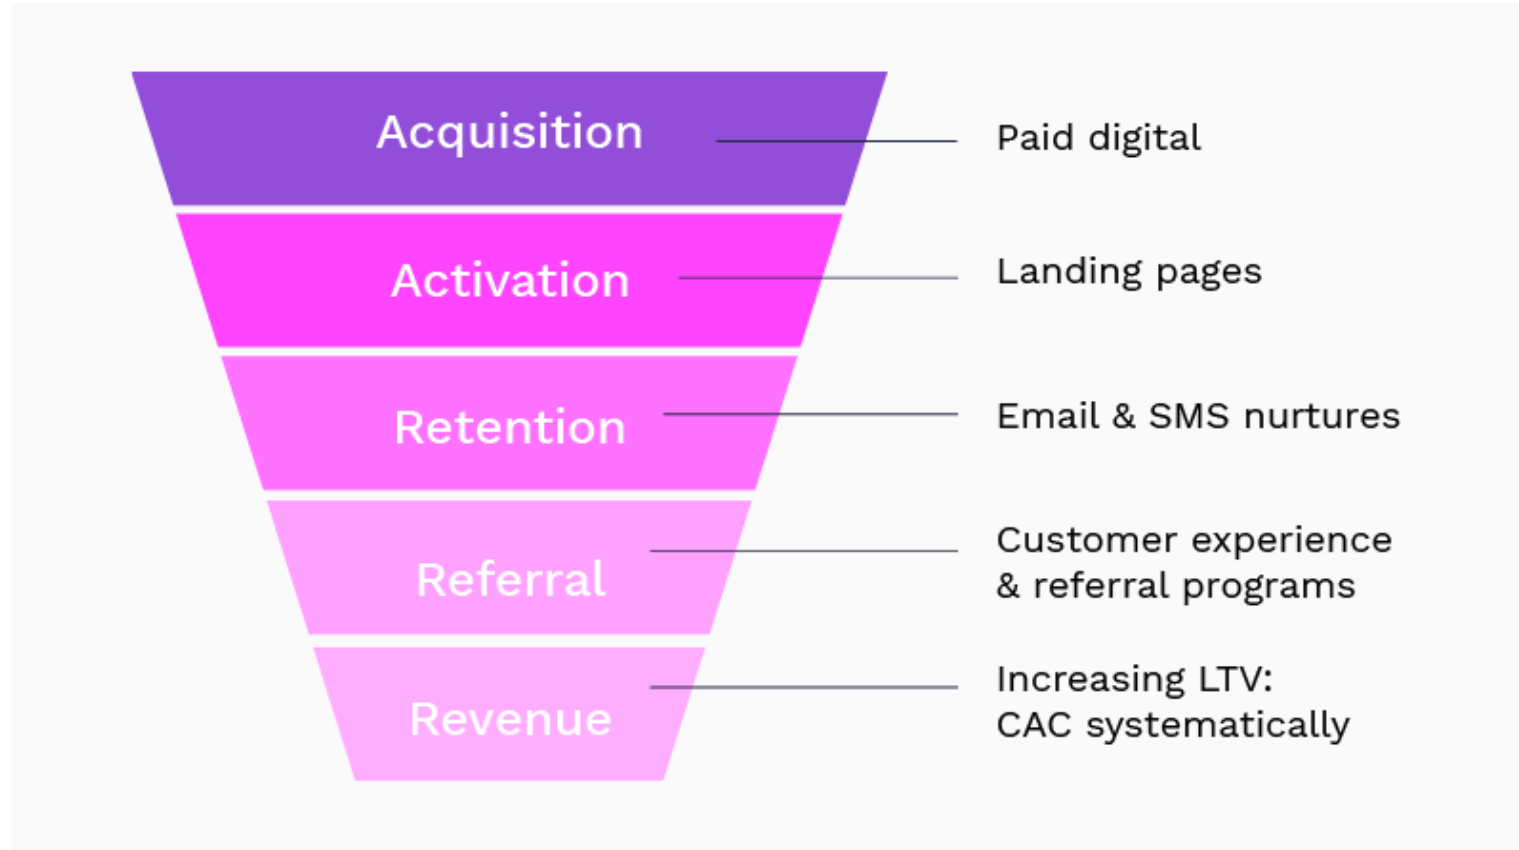 Acquisition
Paid digital
Activation
Landing pages
Retention
Email & SMS nurtures
Referral
Customer experience
& referral programs
Revenue
Increasing LTV:
CAC systematically